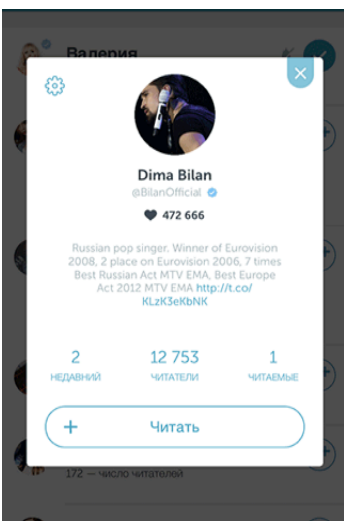 Валерия
Dima Bilan
@BilanOfficial
472 666
Russian pop singer. Winner of Eurovision
2008, 2 place on Eurovision 2006, 7 times
Best Russian Act MTV EMA, Best Europe
Act 2012 MTV EMA http://t.co/
KLzK3eKbNK
2 12 753 1
НЕДАВНИЙ ЧИТАТЕЛИ ЧИТАЕМЫЕ
+ Читать
172 — число читателей